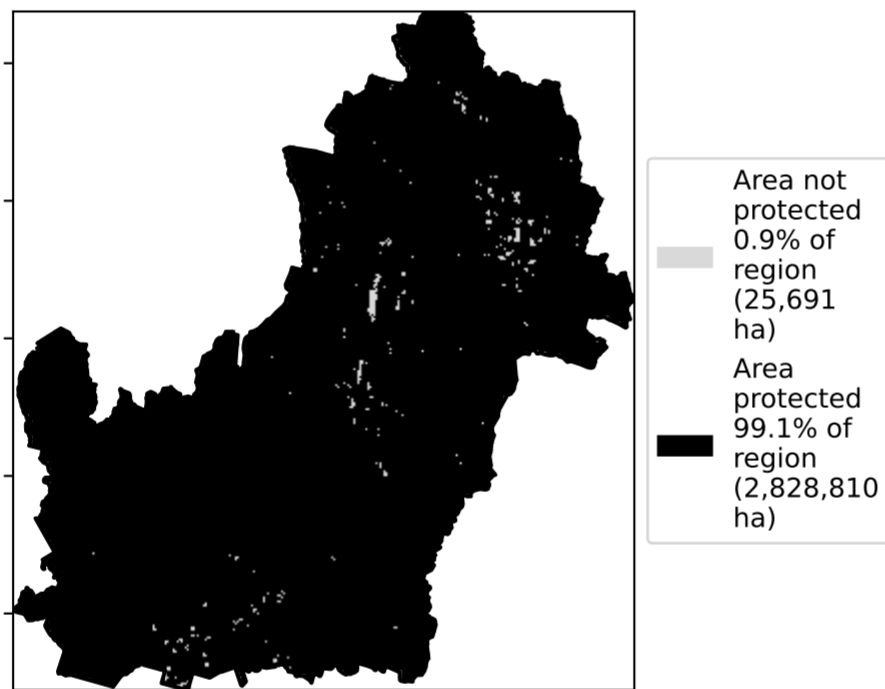 Area not
protected
0.9% of
region
(25,691
ha)
Area
protected
99.1% of
region
(2,828,810
ha)